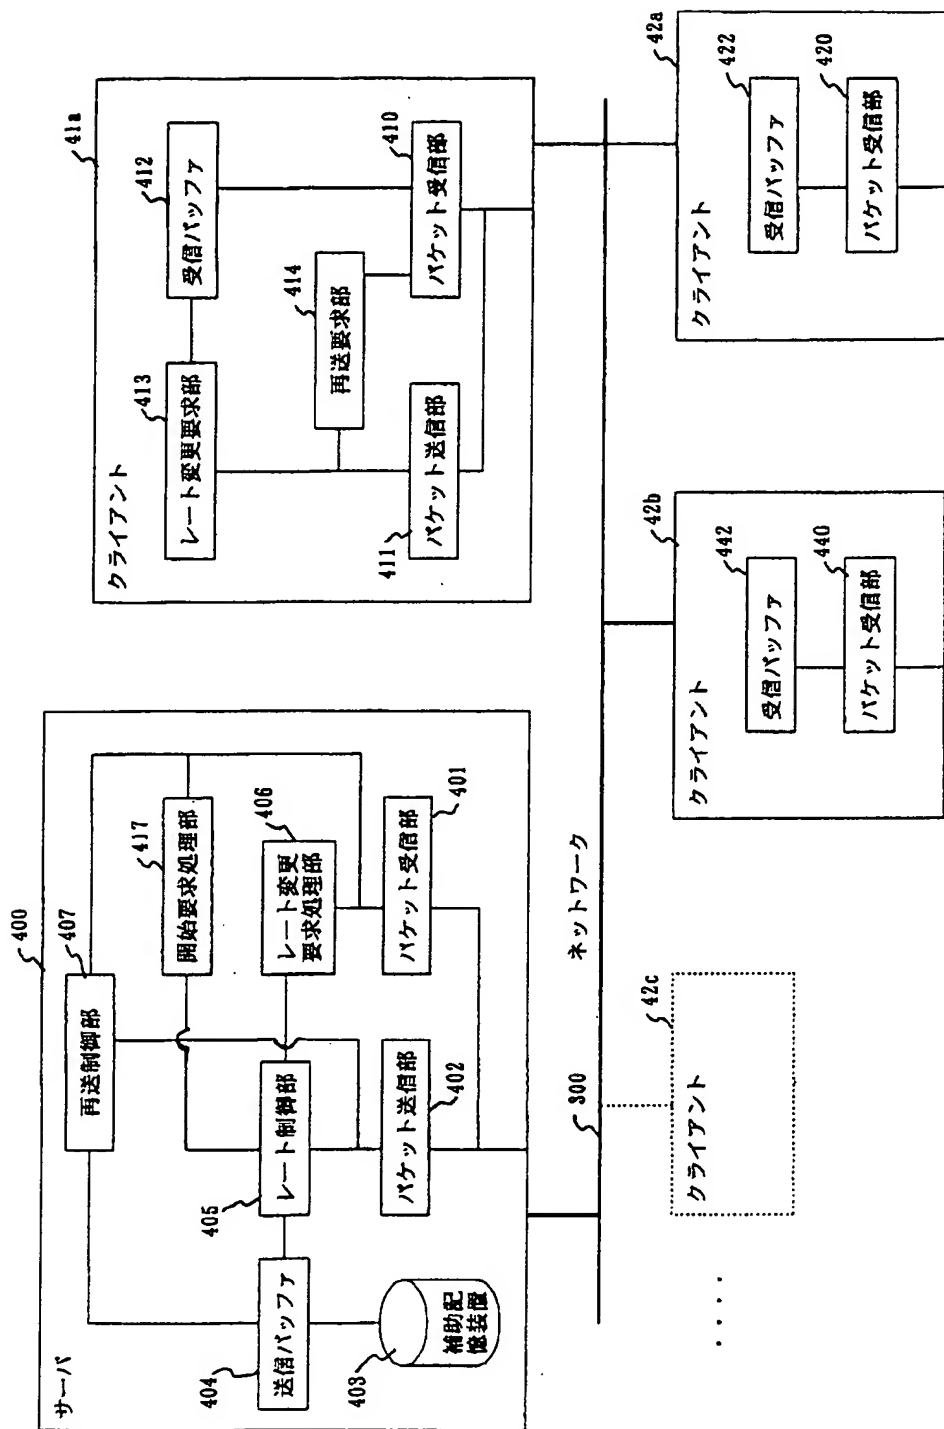 サーバ
400
407
再送制御部
417
開始要求処理部
406
レート変更
要求処理部
405
レート制御部
404
送信バッファ
403
補助記
憶装置
402
パケット送信部
401
パケット受信部
クライアント
41a
413
レート変更要求部
412
受信バッファ
414
再送要求部
411
パケット送信部
410
パケット受信部
300
ネットワーク
....
42c
クライアント
42b
クライアント
442
受信バッファ
440
パケット受信部
42a
クライアント
422
受信バッファ
420
パケット受信部